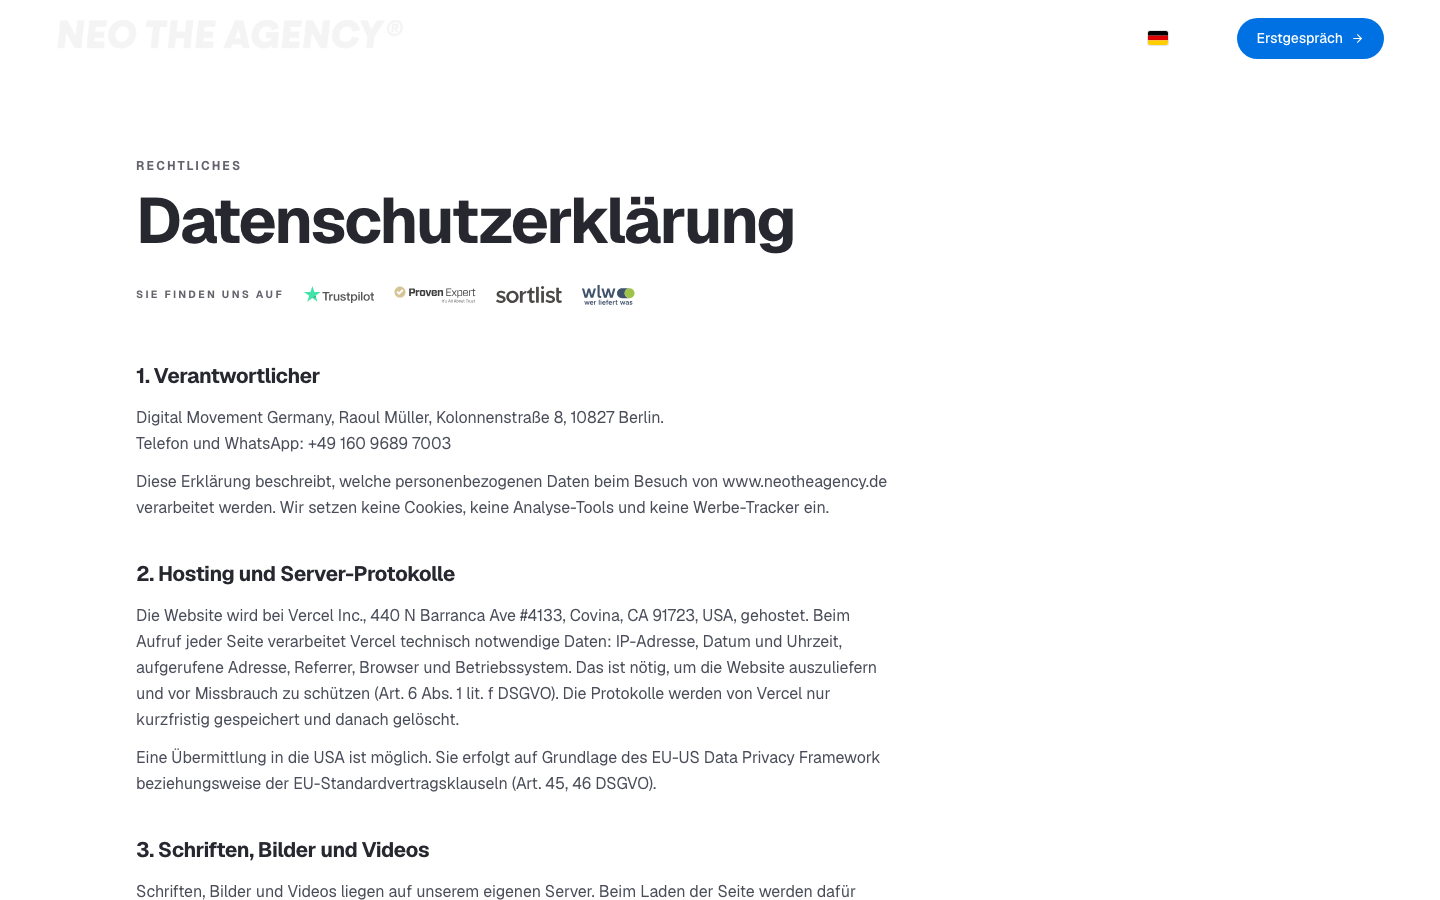 NEO THE AGENCY®
Erstgespräch →
RECHTLICHES
Datenschutzerklärung
SIE FINDEN UNS AUF
Trustpilot
ProvenExpert
sortlist
wlw
wer liefert was
1. Verantwortlicher
Digital Movement Germany, Raoul Müller, Kolonnenstraße 8, 10827 Berlin.
Telefon und WhatsApp: +49 160 9689 7003
Diese Erklärung beschreibt, welche personenbezogenen Daten beim Besuch von www.neotheagency.de
verarbeitet werden. Wir setzen keine Cookies, keine Analyse-Tools und keine Werbe-Tracker ein.
2. Hosting und Server-Protokolle
Die Website wird bei Vercel Inc., 440 N Barranca Ave #4133, Covina, CA 91723, USA, gehostet. Beim
Aufruf jeder Seite verarbeitet Vercel technisch notwendige Daten: IP-Adresse, Datum und Uhrzeit,
aufgerufene Adresse, Referrer, Browser und Betriebssystem. Das ist nötig, um die Website auszuliefern
und vor Missbrauch zu schützen (Art. 6 Abs. 1 lit. f DSGVO). Die Protokolle werden von Vercel nur
kurzfristig gespeichert und danach gelöscht.
Eine Übermittlung in die USA ist möglich. Sie erfolgt auf Grundlage des EU-US Data Privacy Framework
beziehungsweise der EU-Standardvertragsklauseln (Art. 45, 46 DSGVO).
3. Schriften, Bilder und Videos
Schriften, Bilder und Videos liegen auf unserem eigenen Server. Beim Laden der Seite werden dafür